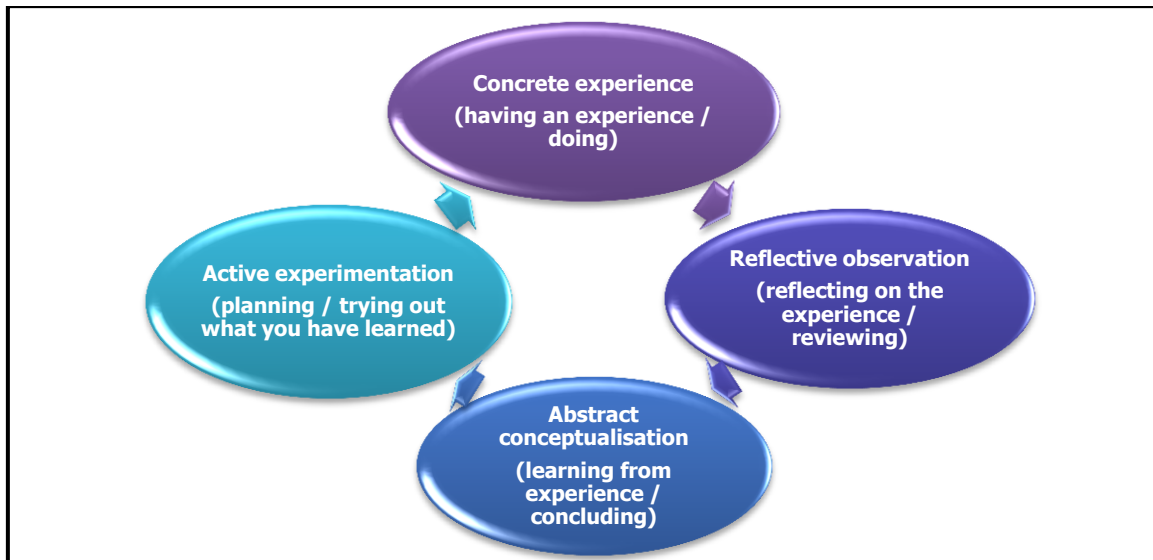 Concrete experience
(having an experience /
doing)
Reflective observation
(reflecting on the
experience /
reviewing)
Abstract
conceptualisation
(learning from
experience /
concluding)
Active experimentation
(planning / trying out
what you have learned)